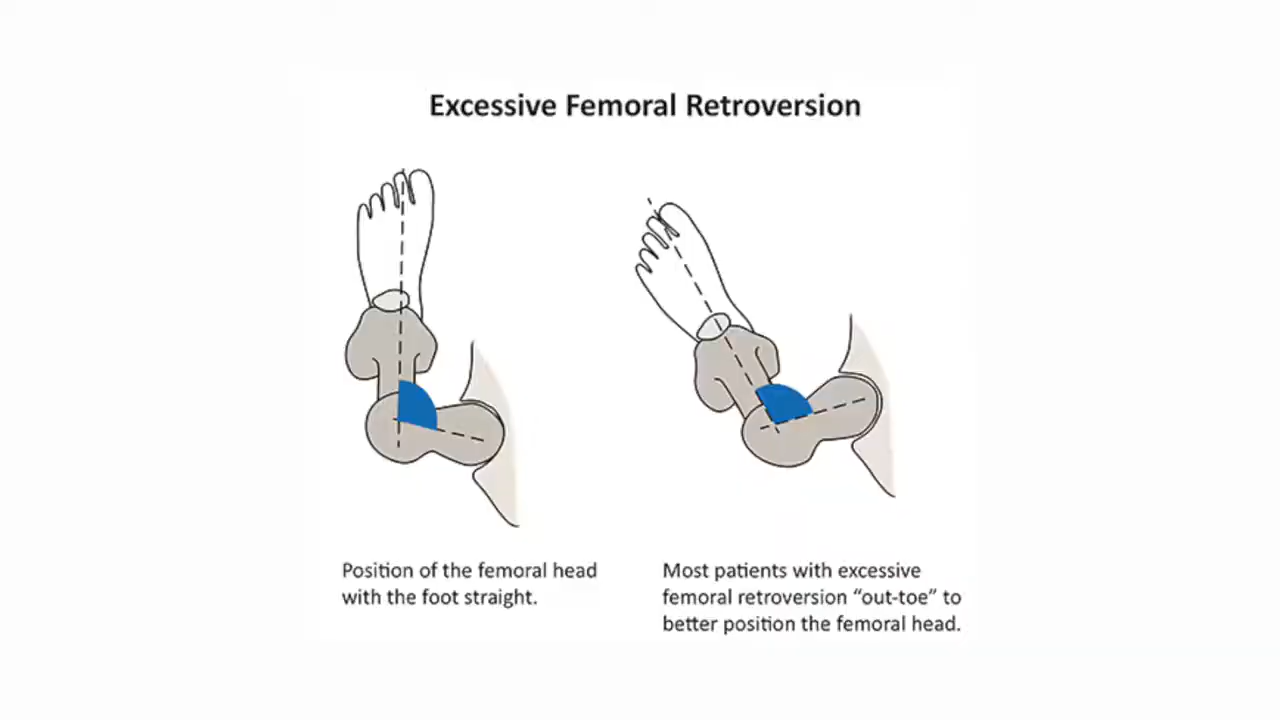 Excessive Femoral Retroversion
Position of the femoral head
with the foot straight.
Most patients with excessive
femoral retroversion “out-toe” to
better position the femoral head.